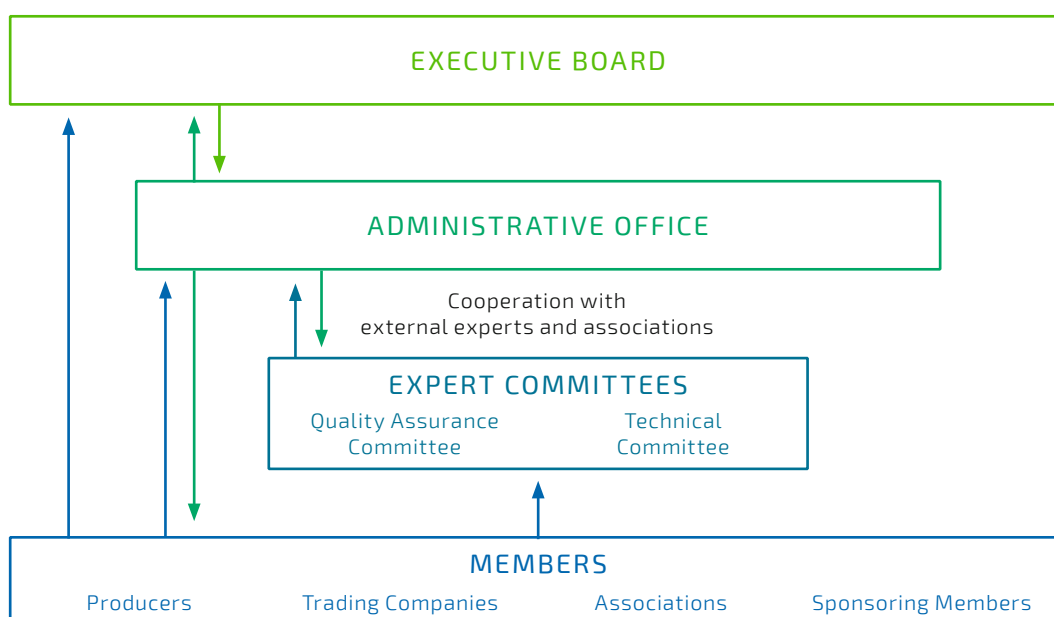 EXECUTIVE BOARD
ADMINISTRATIVE OFFICE
Cooperation with
external experts and associations
EXPERT COMMITTEES
Quality Assurance
Committee
Technical
Committee
MEMBERS
Producers
Trading Companies
Associations
Sponsoring Members